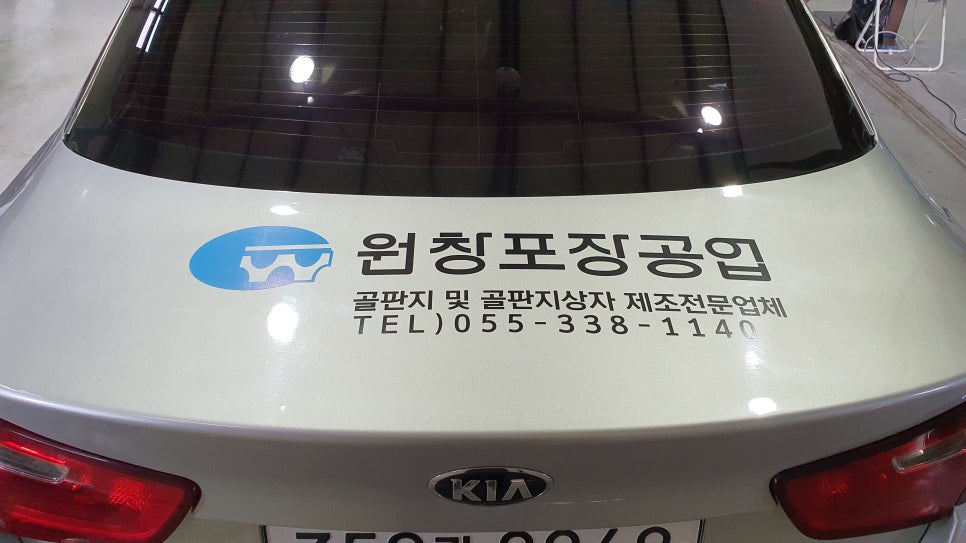 원창포장공업
골판지 및 골판지상자 제조전문업체
TEL)055-338-1140
KIA